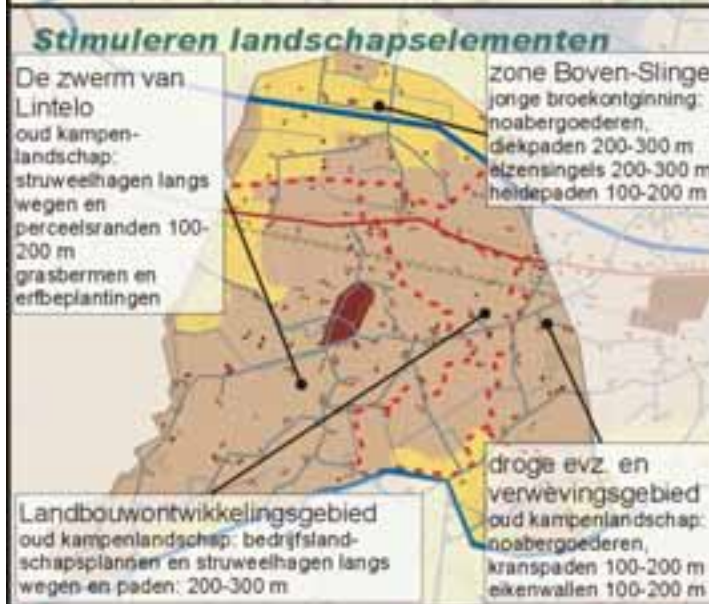 Stimuleren landschapselementen
De zwerm van
Lintelo
oud kampen-
landschap:
struweelhagen langs
wegen en
perceelsranden 100-
200 m
grasbermen en
erfbeplantingen
zone Boven-Slinge
jonge broekontginning:
noabergoederen,
diekpaden 200-300 m
elzensingels 200-300 m
heidepaden 100-200 m
Landbouwontwikkelingsgebied
oud kampenlandschap: bedrijfsland-
schapsplannen en struweelhagen langs
wegen en paden: 200-300 m
droge evz. en
verwevingsgebied
oud kampenlandschap:
noabergoederen,
kranspaden 100-200 m
eikenwallen 100-200 m